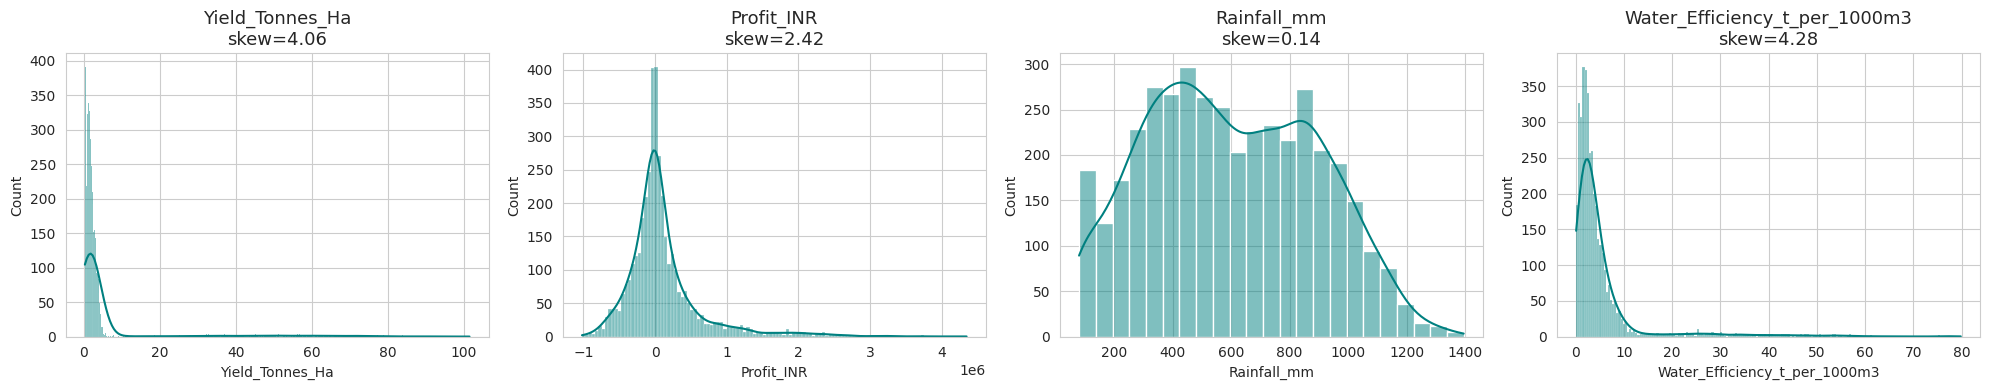 Yield_Tonnes_Ha
skew=4.06
Count
400
350
300
250
200
150
100
50
0
0 20 40 60 80 100
Yield_Tonnes_Ha
Profit_INR
skew=2.42
Count
400
350
300
250
200
150
100
50
0
−1 0 1 2 3 4
1e6
Profit_INR
Rainfall_mm
skew=0.14
Count
300
250
200
150
100
50
0
200 400 600 800 1000 1200 1400
Rainfall_mm
Water_Efficiency_t_per_1000m3
skew=4.28
Count
350
300
250
200
150
100
50
0
0 10 20 30 40 50 60 70 80
Water_Efficiency_t_per_1000m3